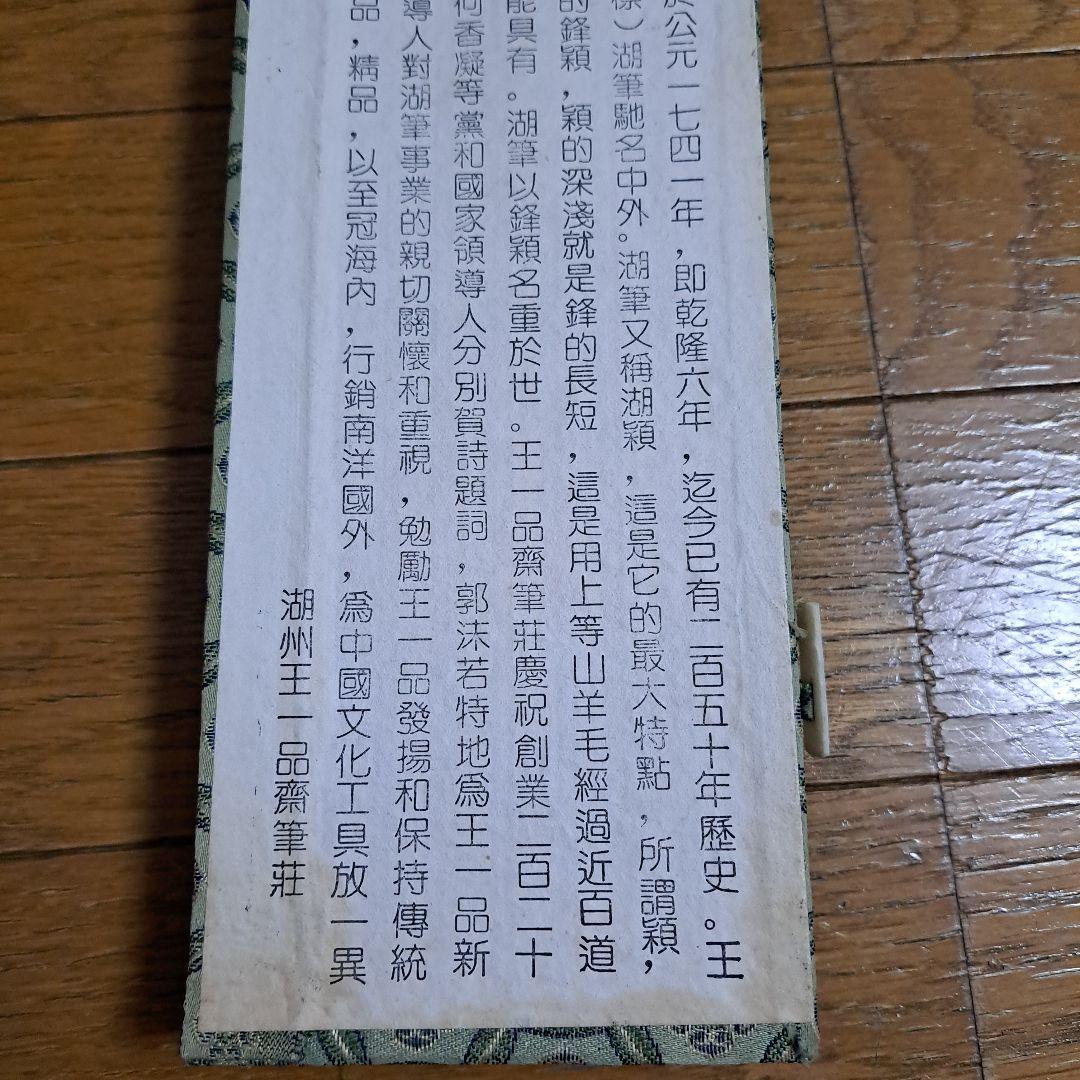 於公元一七四一年，即乾隆六年，迄今已有二百五十年歷史。王
）湖筆馳名中外。湖筆又稱湖穎，這是它的最大特點，所謂穎，
的鋒穎，穎的深淺就是鋒的長短，這是用上等山羊毛經過近百道
能具有。湖筆以鋒穎名重於世。王一品齋筆莊慶祝創業二百二十
何香凝等黨和國家領導人分別賀詩題詞，郭沫若特地為王一品新
導人對湖筆事業的親切關懷和重視，勉勵王一品發揚和保持傳統
品，精品，以至冠海內，行銷南洋國外，為中國文化工具放一異
湖州王一品齋筆莊